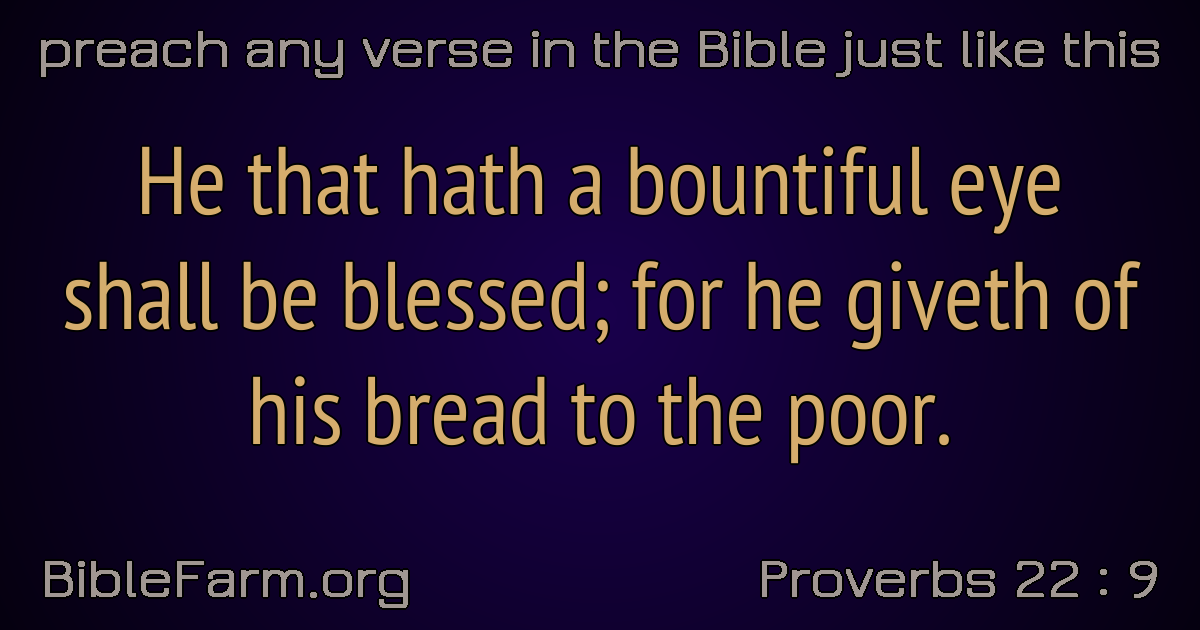 preach any verse in the Bible just like this
He that hath a bountiful eye
shall be blessed; for he giveth of
his bread to the poor.
BibleFarm.org
Proverbs 22 : 9